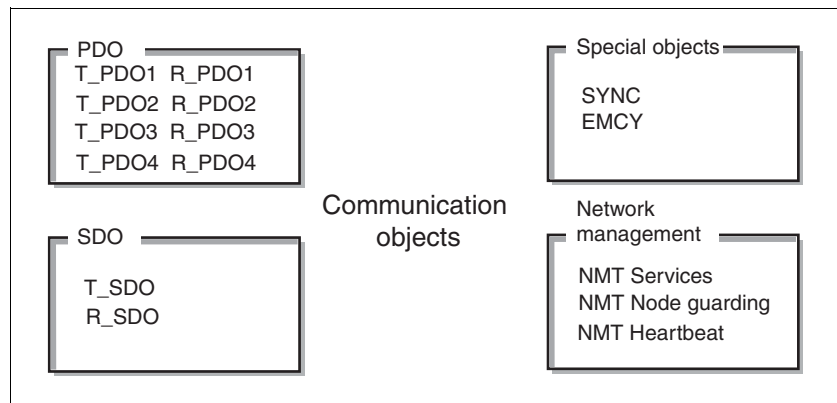 PDO
T_PDO1 R_PDO1
T_PDO2 R_PDO2
T_PDO3 R_PDO3
T_PDO4 R_PDO4
Special objects
SYNC
EMCY
Communication
objects
SDO
T_SDO
R_SDO
Network
management
NMT Services
NMT Node guarding
NMT Heartbeat